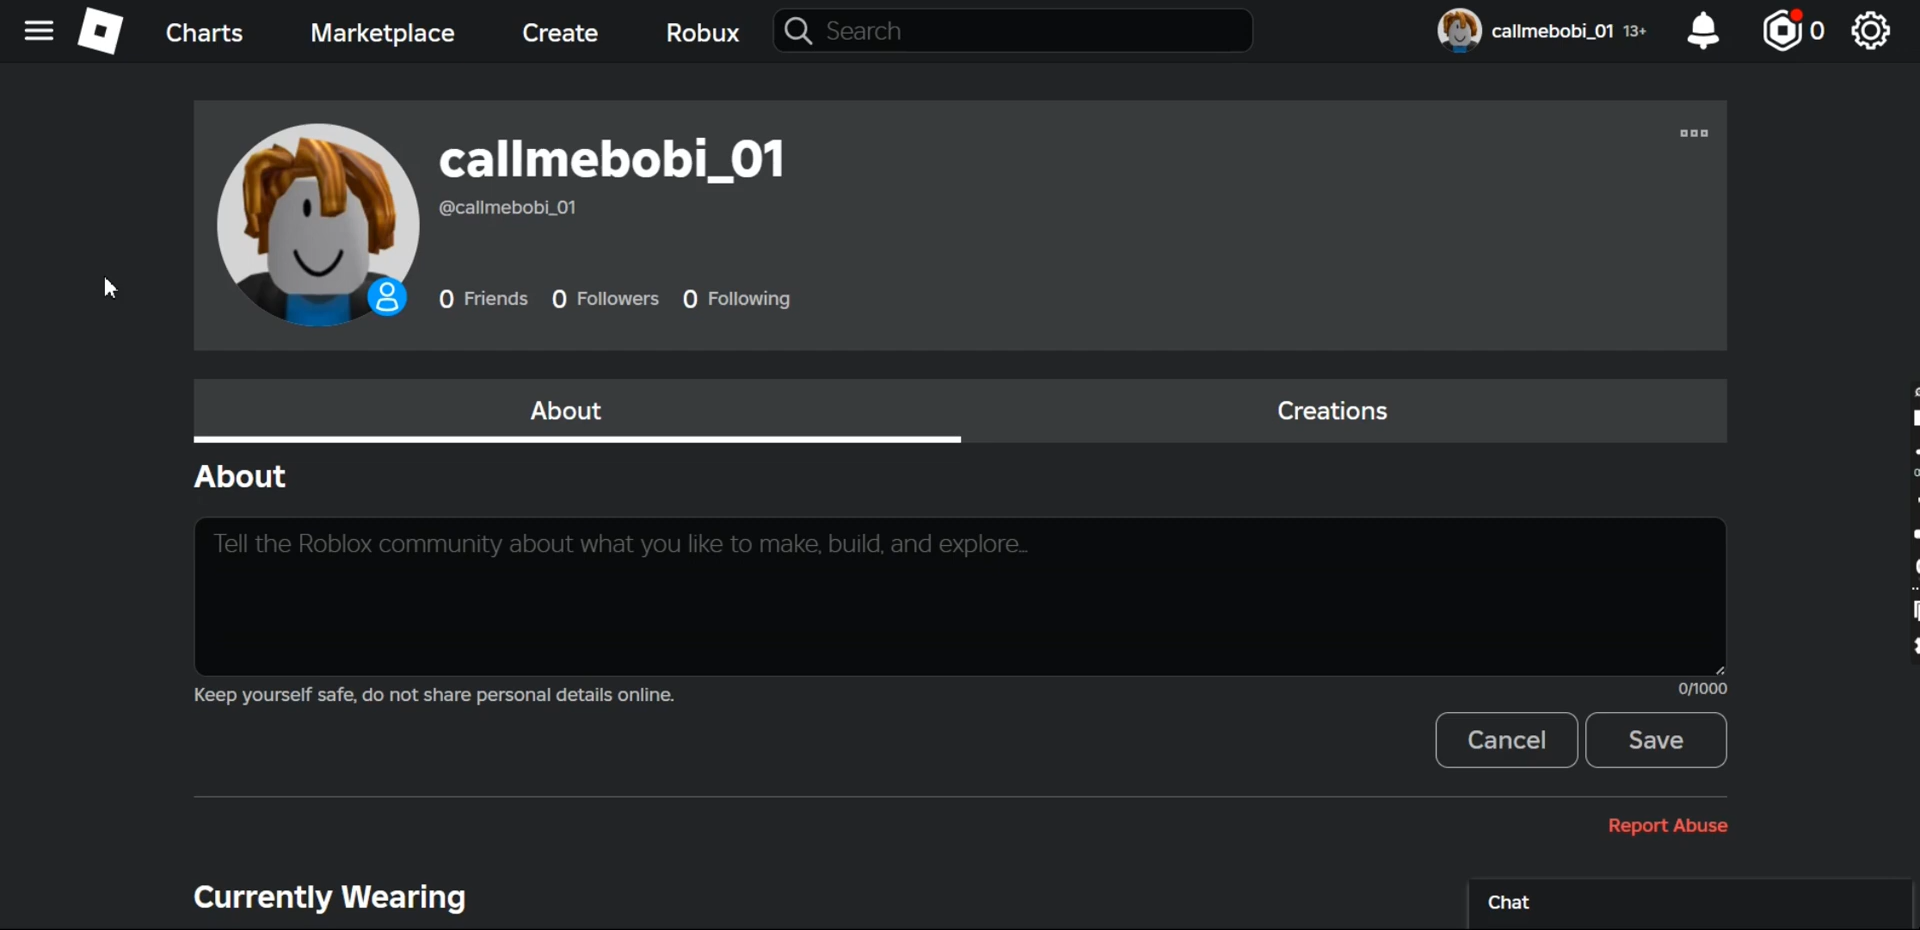 Charts Marketplace Create Robux Search callmebobi_01 13+ 0
callmebobi_01
@callmebobi_01
0 Friends 0 Followers 0 Following
About Creations
About
Tell the Roblox community about what you like to make, build, and explore...
0/1000
Keep yourself safe, do not share personal details online.
Cancel Save
Report Abuse
Currently Wearing
Chat